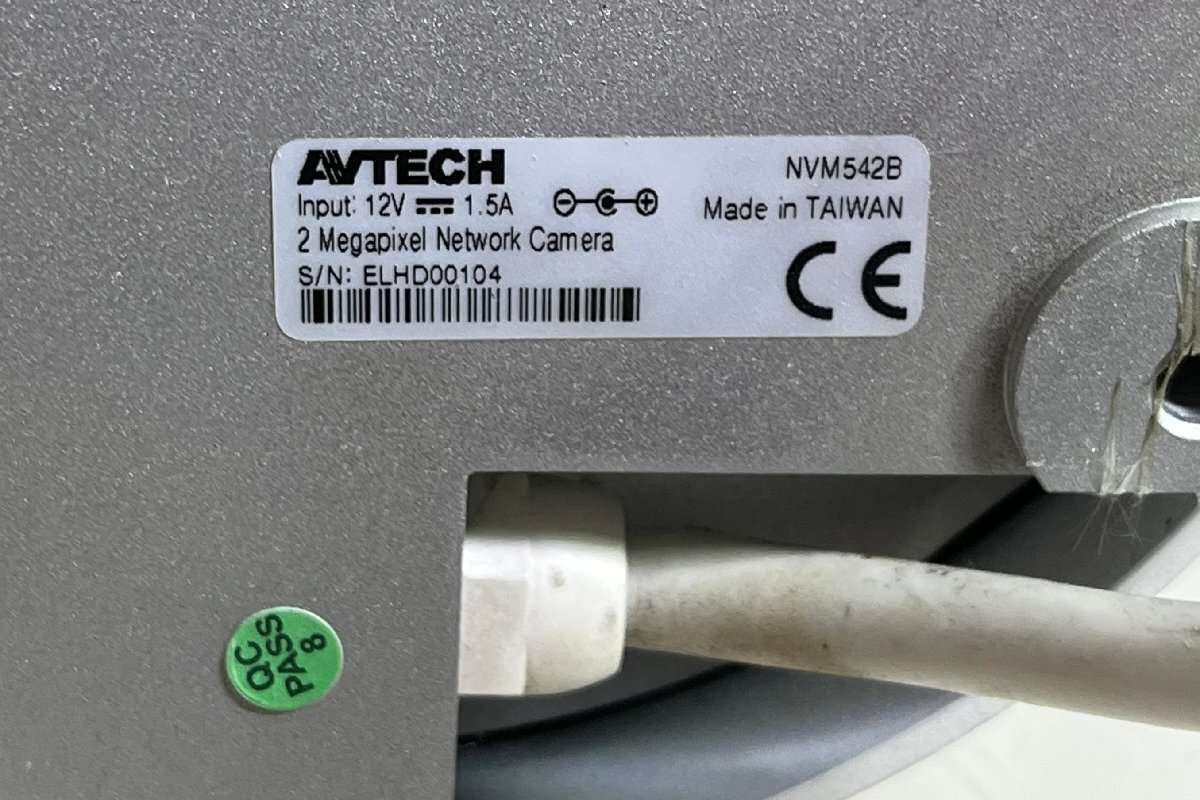 AVTECH
NVM542B
Input: 12V ⎓ 1.5A
Made in TAIWAN
2 Megapixel Network Camera
S/N: ELHD00104
CE
QC
PASS
8